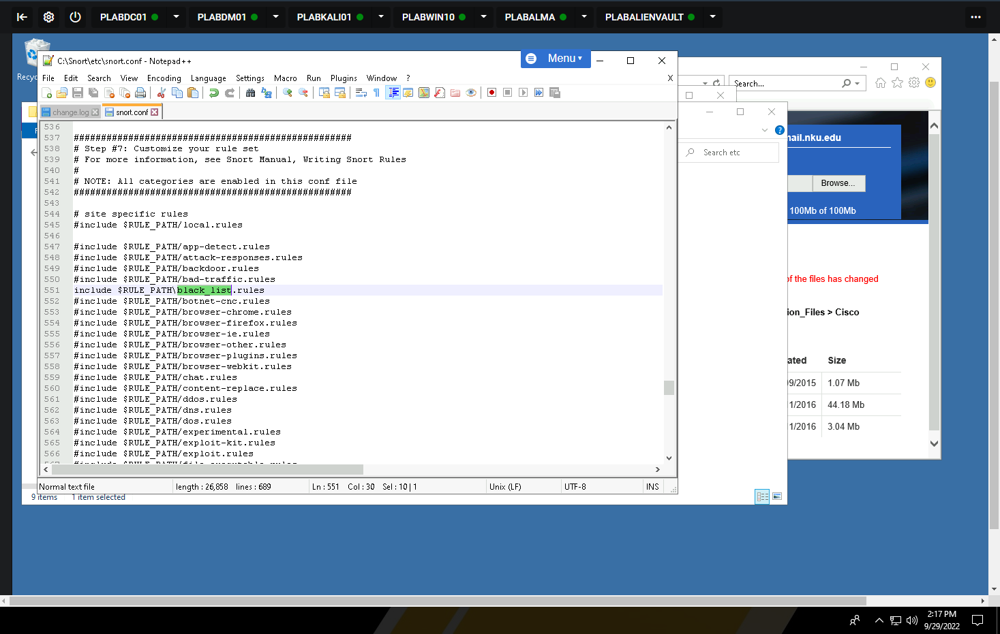 PLABDC01
PLABDM01
PLABKALI01
PLABWIN10
PLABALMA
PLABALIENVAULT
Recyc
C:\Snort\etc\snort.conf - Notepad++
Menu
File Edit Search View Encoding Language Settings Macro Run Plugins Window ? X
change.log
snort.conf
536
537 ###################################################
538 # Step #7: Customize your rule set
539 # For more information, see Snort Manual, Writing Snort Rules
540 #
541 # NOTE: All categories are enabled in this conf file
542 ###################################################
543
544 # site specific rules
545 #include $RULE_PATH/local.rules
546
547 #include $RULE_PATH/app-detect.rules
548 #include $RULE_PATH/attack-responses.rules
549 #include $RULE_PATH/backdoor.rules
550 #include $RULE_PATH/bad-traffic.rules
551 include $RULE_PATH\black_list.rules
552 #include $RULE_PATH/botnet-cnc.rules
553 #include $RULE_PATH/browser-chrome.rules
554 #include $RULE_PATH/browser-firefox.rules
555 #include $RULE_PATH/browser-ie.rules
556 #include $RULE_PATH/browser-other.rules
557 #include $RULE_PATH/browser-plugins.rules
558 #include $RULE_PATH/browser-webkit.rules
559 #include $RULE_PATH/chat.rules
560 #include $RULE_PATH/content-replace.rules
561 #include $RULE_PATH/ddos.rules
562 #include $RULE_PATH/dns.rules
563 #include $RULE_PATH/dos.rules
564 #include $RULE_PATH/experimental.rules
565 #include $RULE_PATH/exploit-kit.rules
566 #include $RULE_PATH/exploit.rules
Normal text file
length : 26,858 lines : 689
Ln : 551 Col : 30 Sel : 10 | 1
Unix (LF)
UTF-8
INS
9 items 1 item selected
Search...
Search etc
mail.nku.edu
Browse...
100Mb of 100Mb
of the files has changed
ion_Files > Cisco
ated Size
09/2015 1.07 Mb
1/2016 44.18 Mb
1/2016 3.04 Mb
2:17 PM
9/29/2022